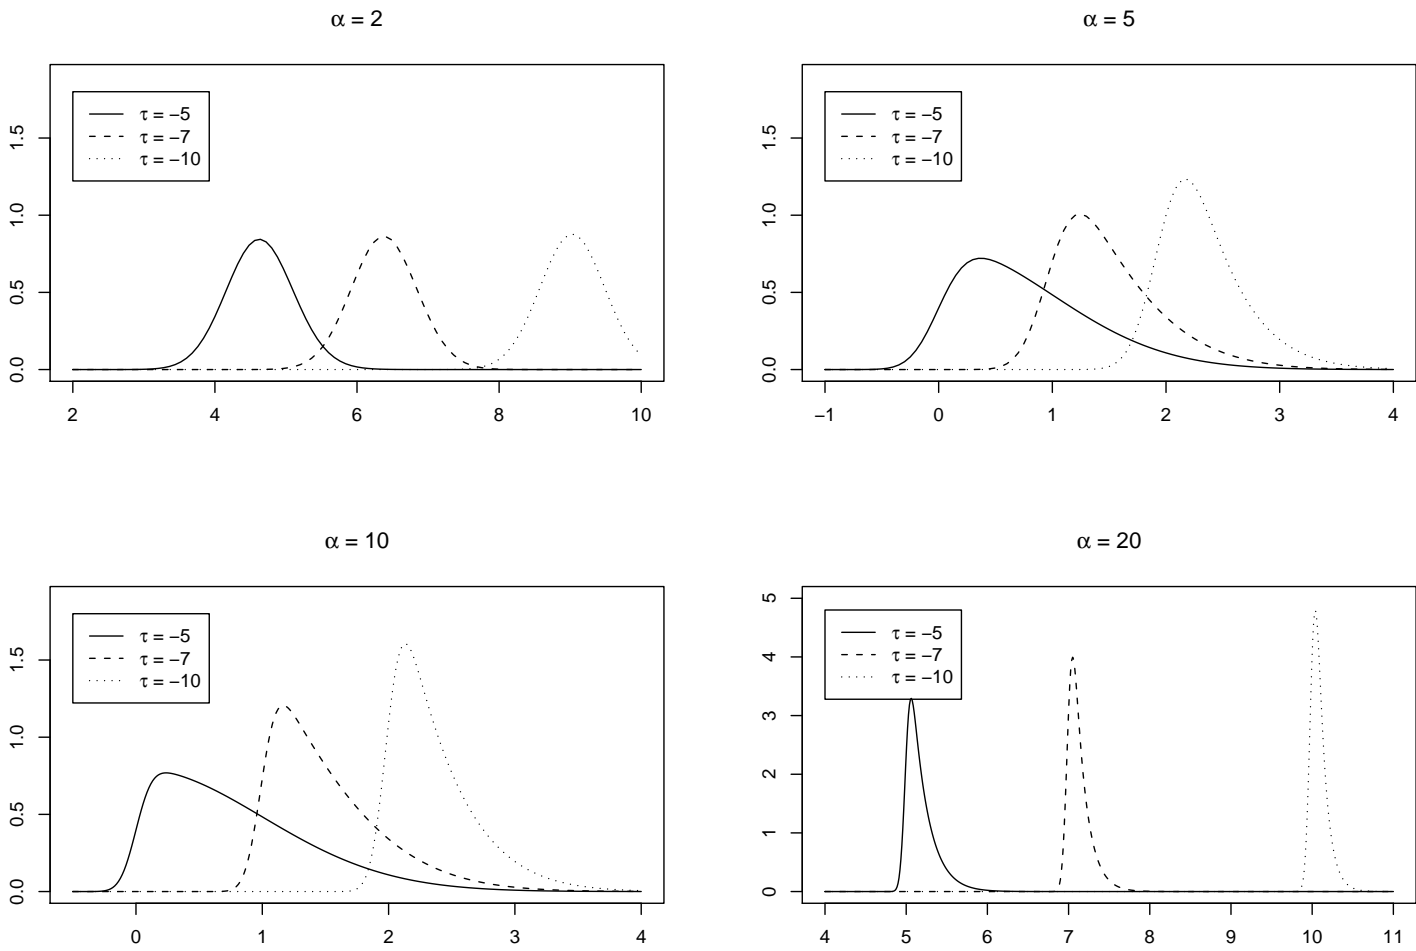 α = 2
τ = −5
τ = −7
τ = −10
0.0 0.5 1.0 1.5
2 4 6 8 10
α = 5
τ = −5
τ = −7
τ = −10
0.0 0.5 1.0 1.5
−1 0 1 2 3 4
α = 10
τ = −5
τ = −7
τ = −10
0.0 0.5 1.0 1.5
0 1 2 3 4
α = 20
τ = −5
τ = −7
τ = −10
0 1 2 3 4 5
4 5 6 7 8 9 10 11